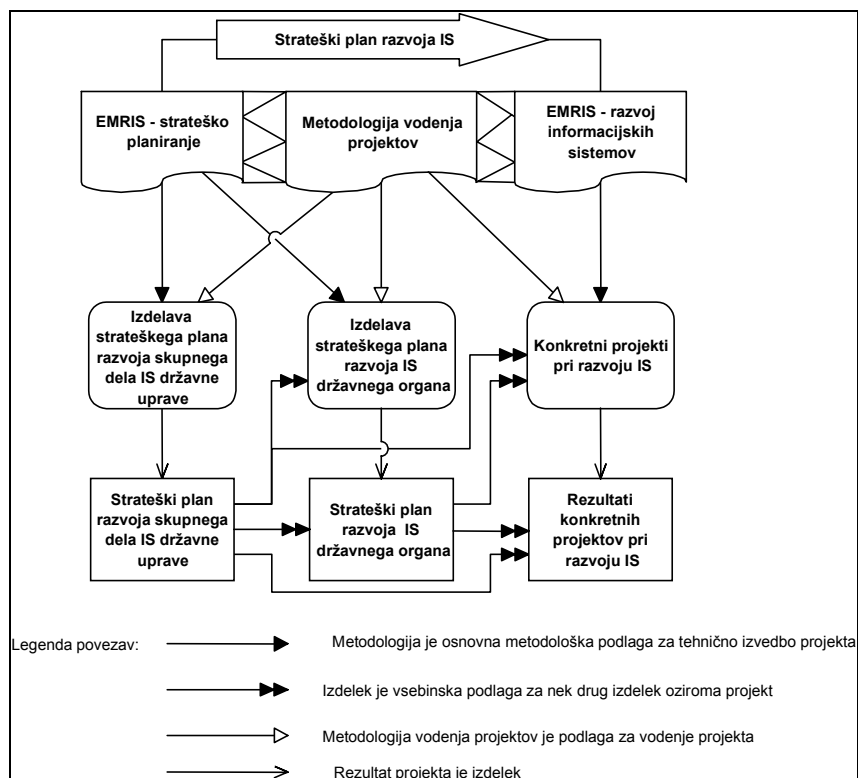 Strateški plan razvoja IS
EMRIS - strateško
planiranje
Metodologija vodenja
projektov
EMRIS - razvoj
informacijskih
sistemov
Izdelava
strateškega plana
razvoja skupnega
dela IS državne
uprave
Izdelava
strateškega plana
razvoja IS
državnega organa
Konkretni projekti
pri razvoju IS
Strateški plan
razvoja skupnega
dela IS državne
uprave
Strateški plan
razvoja IS
državnega organa
Rezultati
konkretnih
projektov pri
razvoju IS
Legenda povezav:
Metodologija je osnovna metodološka podlaga za tehnično izvedbo projekta
Izdelek je vsebinska podlaga za nek drug izdelek oziroma projekt
Metodologija vodenja projektov je podlaga za vodenje projekta
Rezultat projekta je izdelek